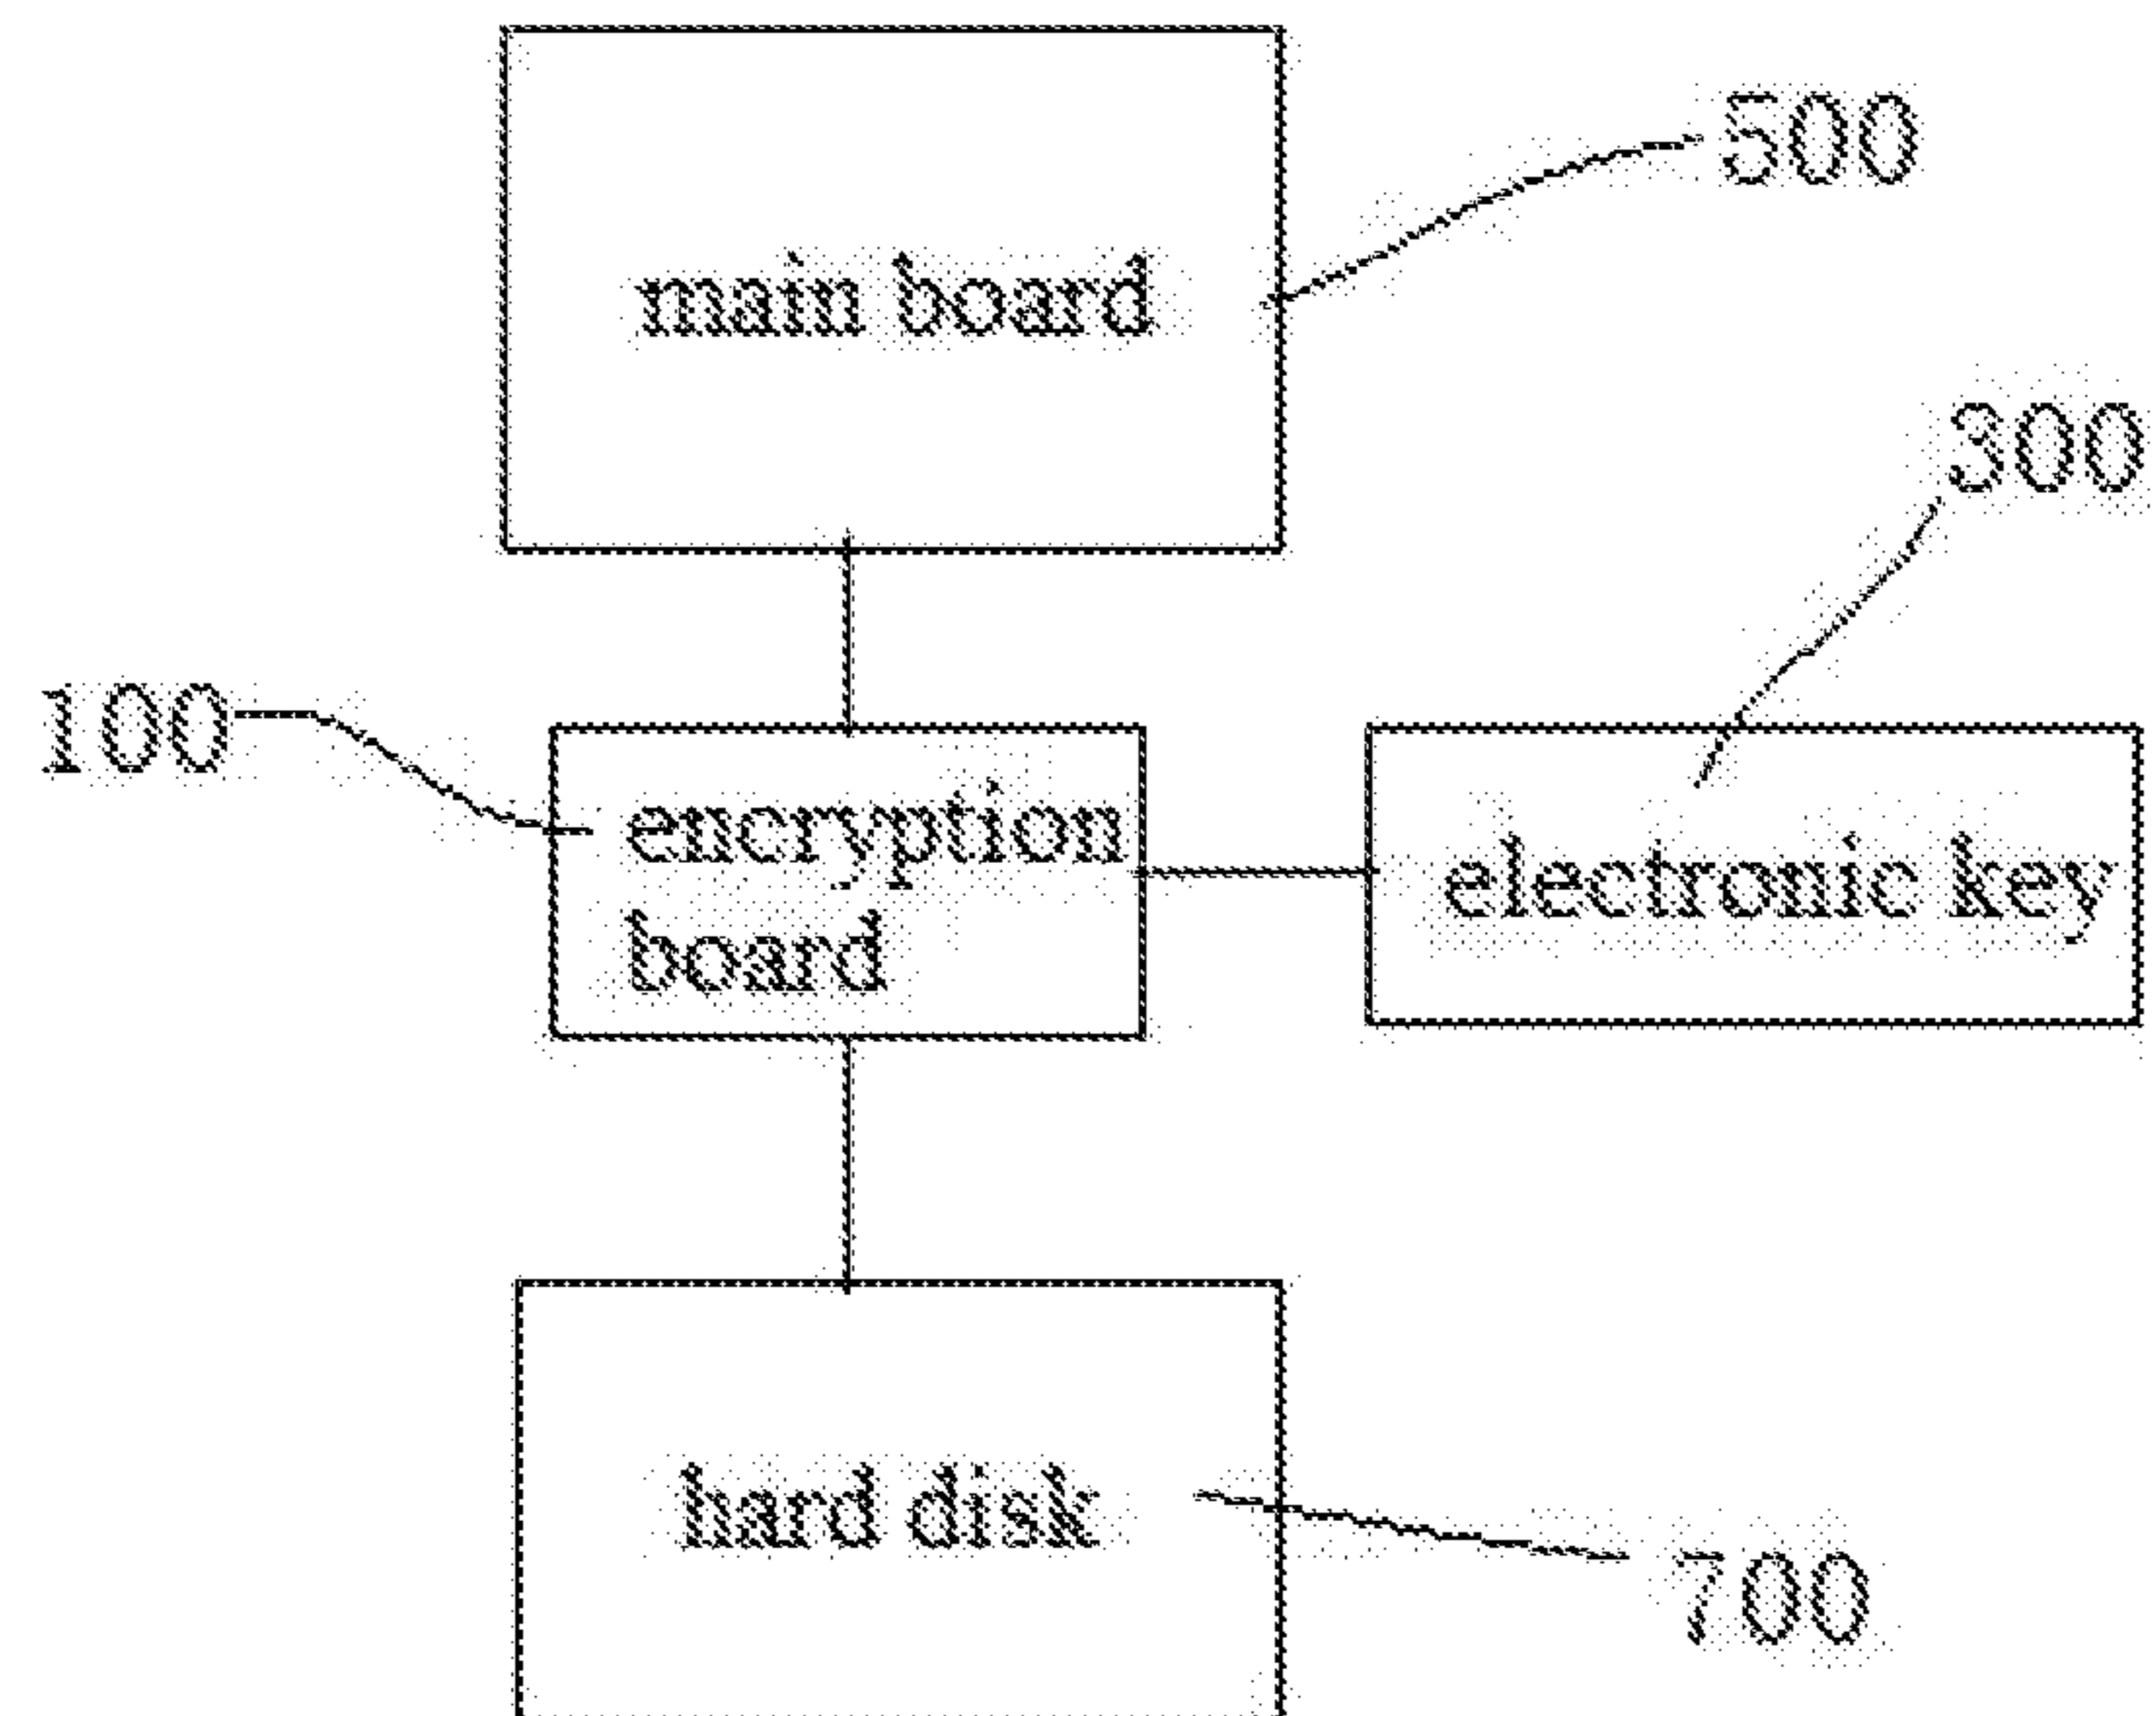 500
main board
300
100
encryption
board
electronic key
hard disk
700